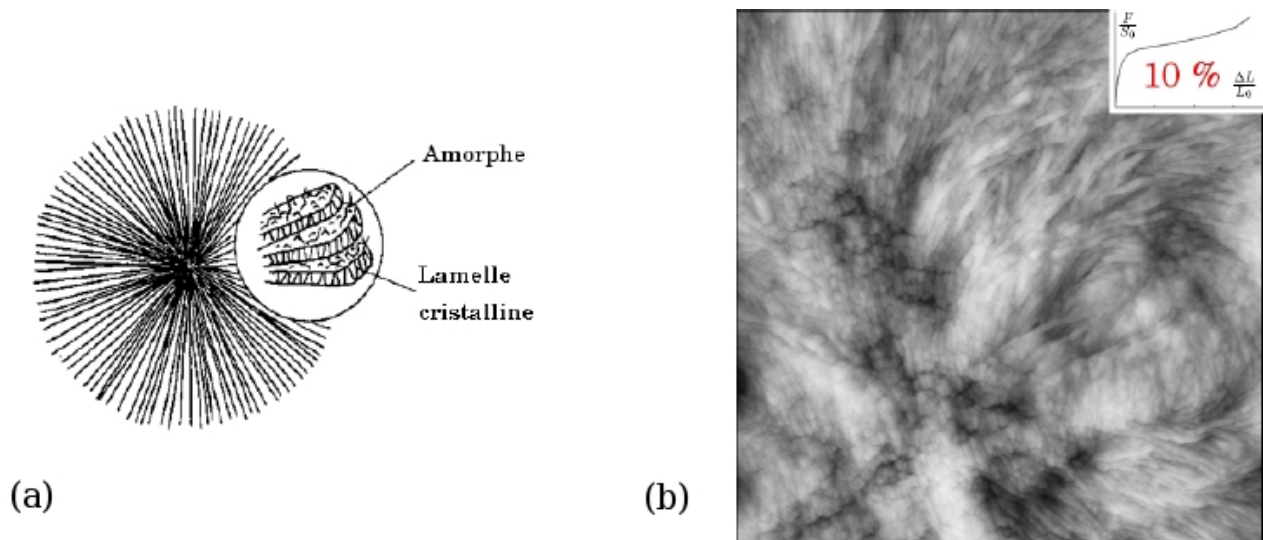 Amorphe
Lamelle
cristalline
(a)
F/S₀
10 %
ΔL/L₀
(b)